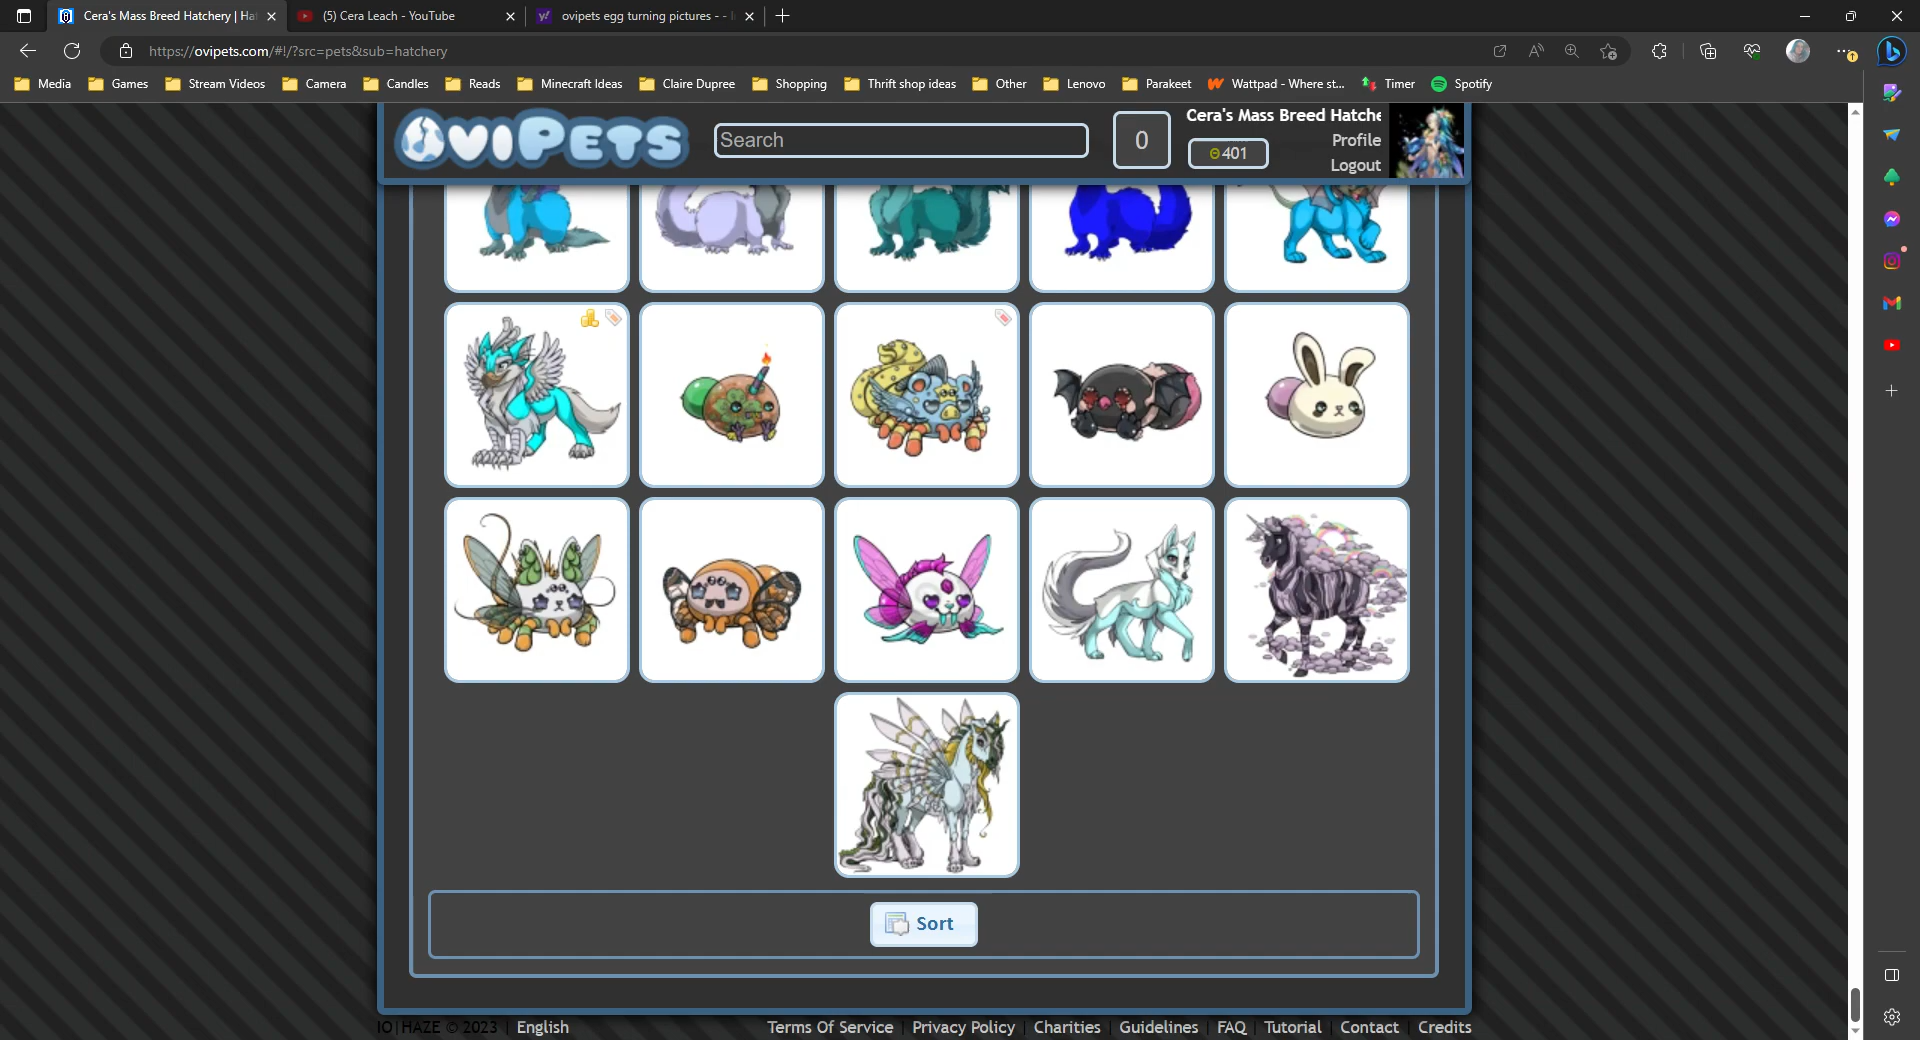 Cera's Mass Breed Hatchery | Ha
(5) Cera Leach - YouTube
ovipets egg turning pictures - -
https://ovipets.com/#!/?src=pets&sub=hatchery
Media
Games
Stream Videos
Camera
Candles
Reads
Minecraft Ideas
Claire Dupree
Shopping
Thrift shop ideas
Other
Lenovo
Parakeet
Wattpad - Where st...
Timer
Spotify
OviPets
Search
0
Cera's Mass Breed Hatche
401
Profile
Logout
Sort
IO|HAZE © 2023
English
Terms Of Service
Privacy Policy
Charities
Guidelines
FAQ
Tutorial
Contact
Credits